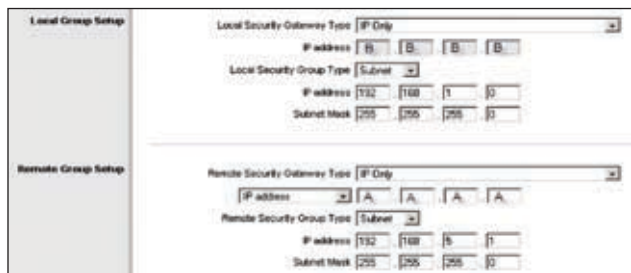 Local Group Setup
Local Security Gateway Type IP Only
IP address B. B. B. B.
Local Security Group Type Subnet
IP address 192 . 168 . 1 . 0
Subnet Mask 255 . 255 . 255 . 0
Remote Group Setup
Remote Security Gateway Type IP Only
IP address A. A. A. A.
Remote Security Group Type Subnet
IP address 192 . 168 . 5 . 1
Subnet Mask 255 . 255 . 255 . 0